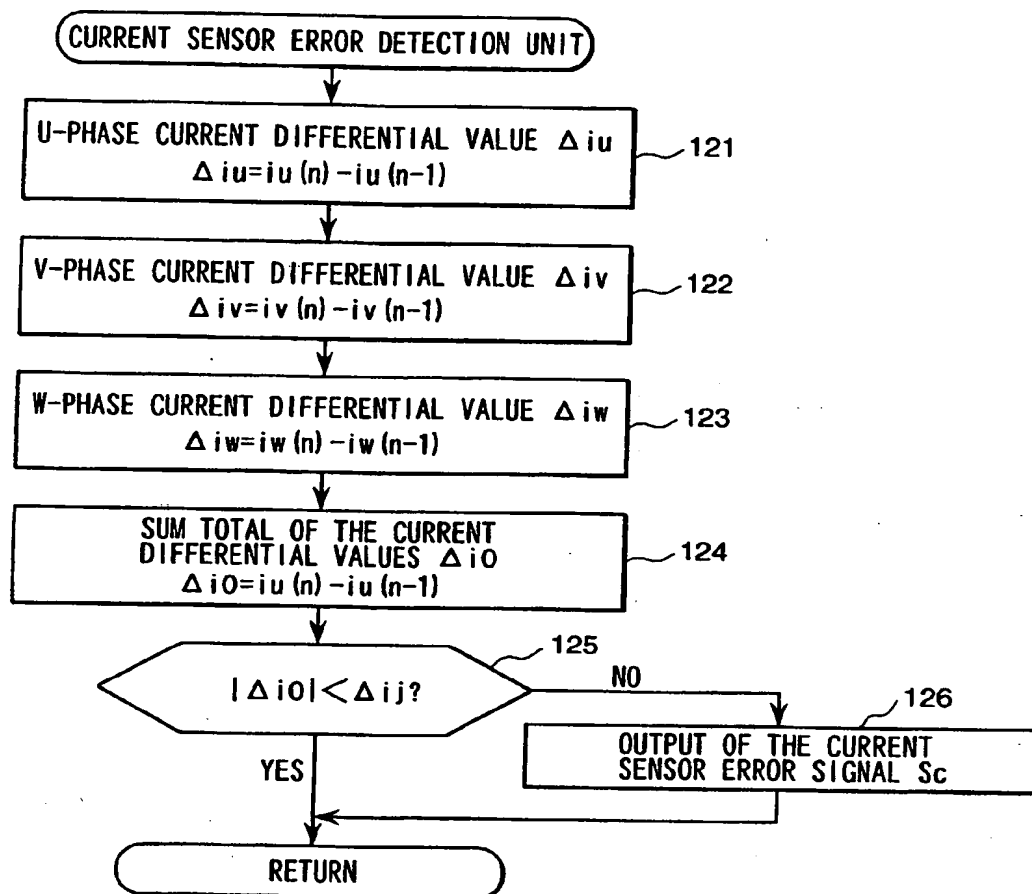 CURRENT SENSOR ERROR DETECTION UNIT
U-PHASE CURRENT DIFFERENTIAL VALUE Δiu
Δiu=iu(n)-iu(n-1)
121
V-PHASE CURRENT DIFFERENTIAL VALUE Δiv
Δiv=iv(n)-iv(n-1)
122
W-PHASE CURRENT DIFFERENTIAL VALUE Δiw
Δiw=iw(n)-iw(n-1)
123
SUM TOTAL OF THE CURRENT
DIFFERENTIAL VALUES Δi0
Δi0=iu(n)-iu(n-1)
124
125
|Δi0|<Δij?
NO
126
OUTPUT OF THE CURRENT
SENSOR ERROR SIGNAL Sc
YES
RETURN